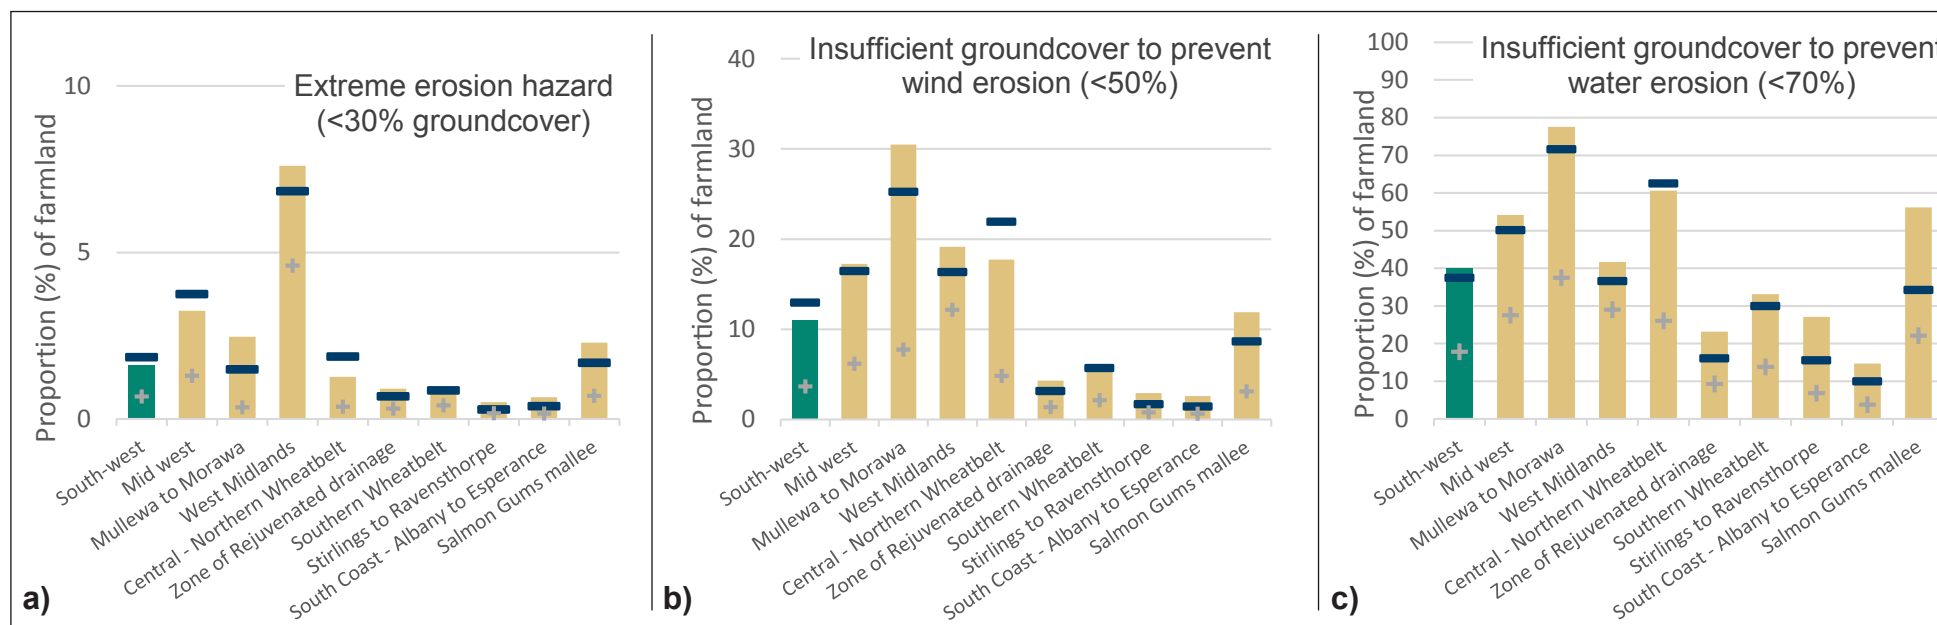 Extreme erosion hazard
(<30% groundcover)
Proportion (%) of farmland
10
5
0
South-west
Mid west
Mullewa to Morawa
West Midlands
Central - Northern Wheatbelt
Zone of Rejuvenated drainage
Southern Wheatbelt
Stirlings to Ravensthorpe
South Coast - Albany to Esperance
Salmon Gums mallee
a)
Insufficient groundcover to prevent
wind erosion (<50%)
Proportion (%) of farmland
40
30
20
10
0
South-west
Mid west
Mullewa to Morawa
West Midlands
Central - Northern Wheatbelt
Zone of Rejuvenated drainage
Southern Wheatbelt
Stirlings to Ravensthorpe
South Coast - Albany to Esperance
Salmon Gums mallee
b)
Insufficient groundcover to prevent
water erosion (<70%)
Proportion (%) of farmland
100
90
80
70
60
50
40
30
20
10
0
South-west
Mid west
Mullewa to Morawa
West Midlands
Central - Northern Wheatbelt
Zone of Rejuvenated drainage
Southern Wheatbelt
Stirlings to Ravensthorpe
South Coast - Albany to Esperance
Salmon Gums mallee
c)